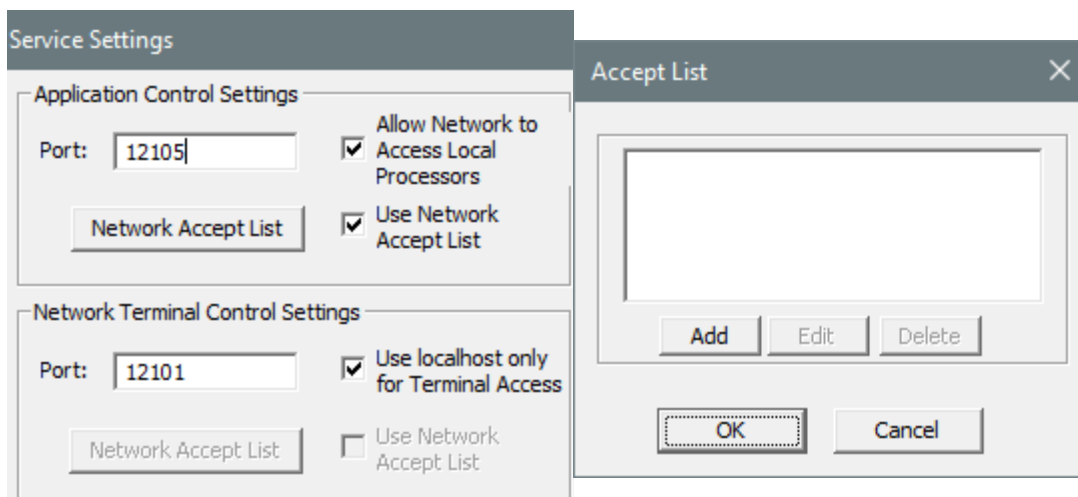 Service Settings
Application Control Settings
Port:
12105
Allow Network to
Access Local
Processors
Network Accept List
Use Network
Accept List
Network Terminal Control Settings
Port:
12101
Use localhost only
for Terminal Access
Network Accept List
Use Network
Accept List
Accept List
Add
Edit
Delete
OK
Cancel